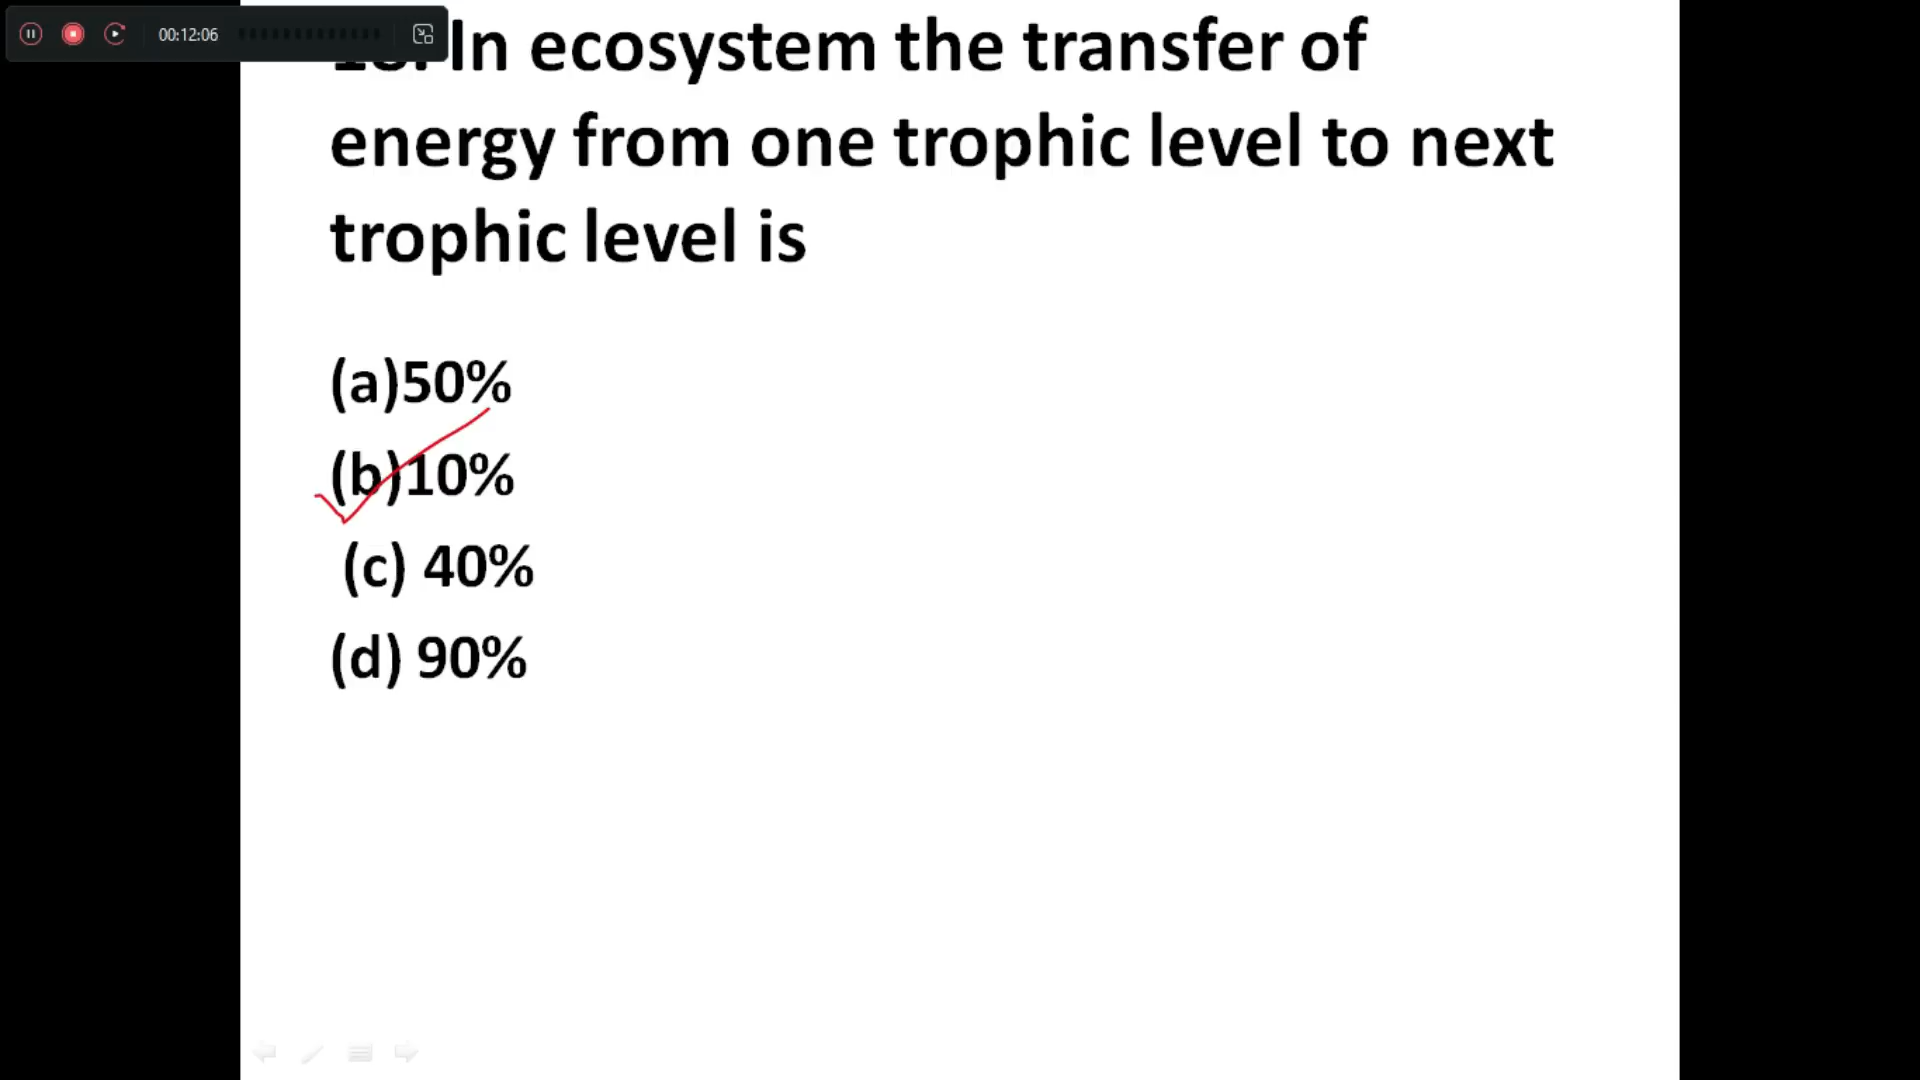 00:12:06
In ecosystem the transfer of
energy from one trophic level to next
trophic level is
(a)50%
(b)10%
(c) 40%
(d) 90%